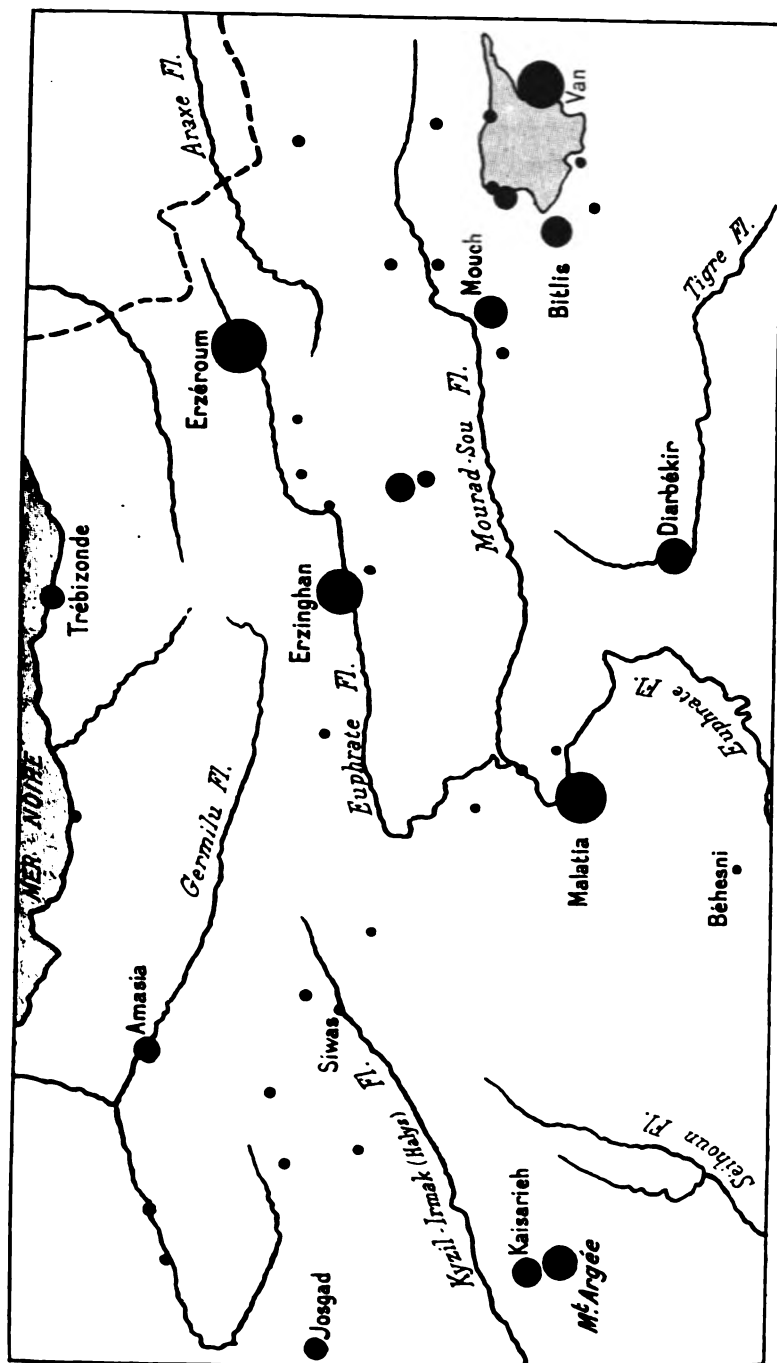 MER NOIRE
Trébizonde
Araxe Fl.
Erzéroum
Germilu Fl.
Amasia
Erzinghan
Euphrate Fl.
Siwas
Josgad
Kyzil-Irmak (Halys) Fl.
Mourad-Sou Fl.
Mouch
Van
Bitlis
Kaisarieh
Mt. Argée
Malatia
Diarbékir
Tigre Fl.
Euphrate Fl.
Béhesni
Seihoun Fl.